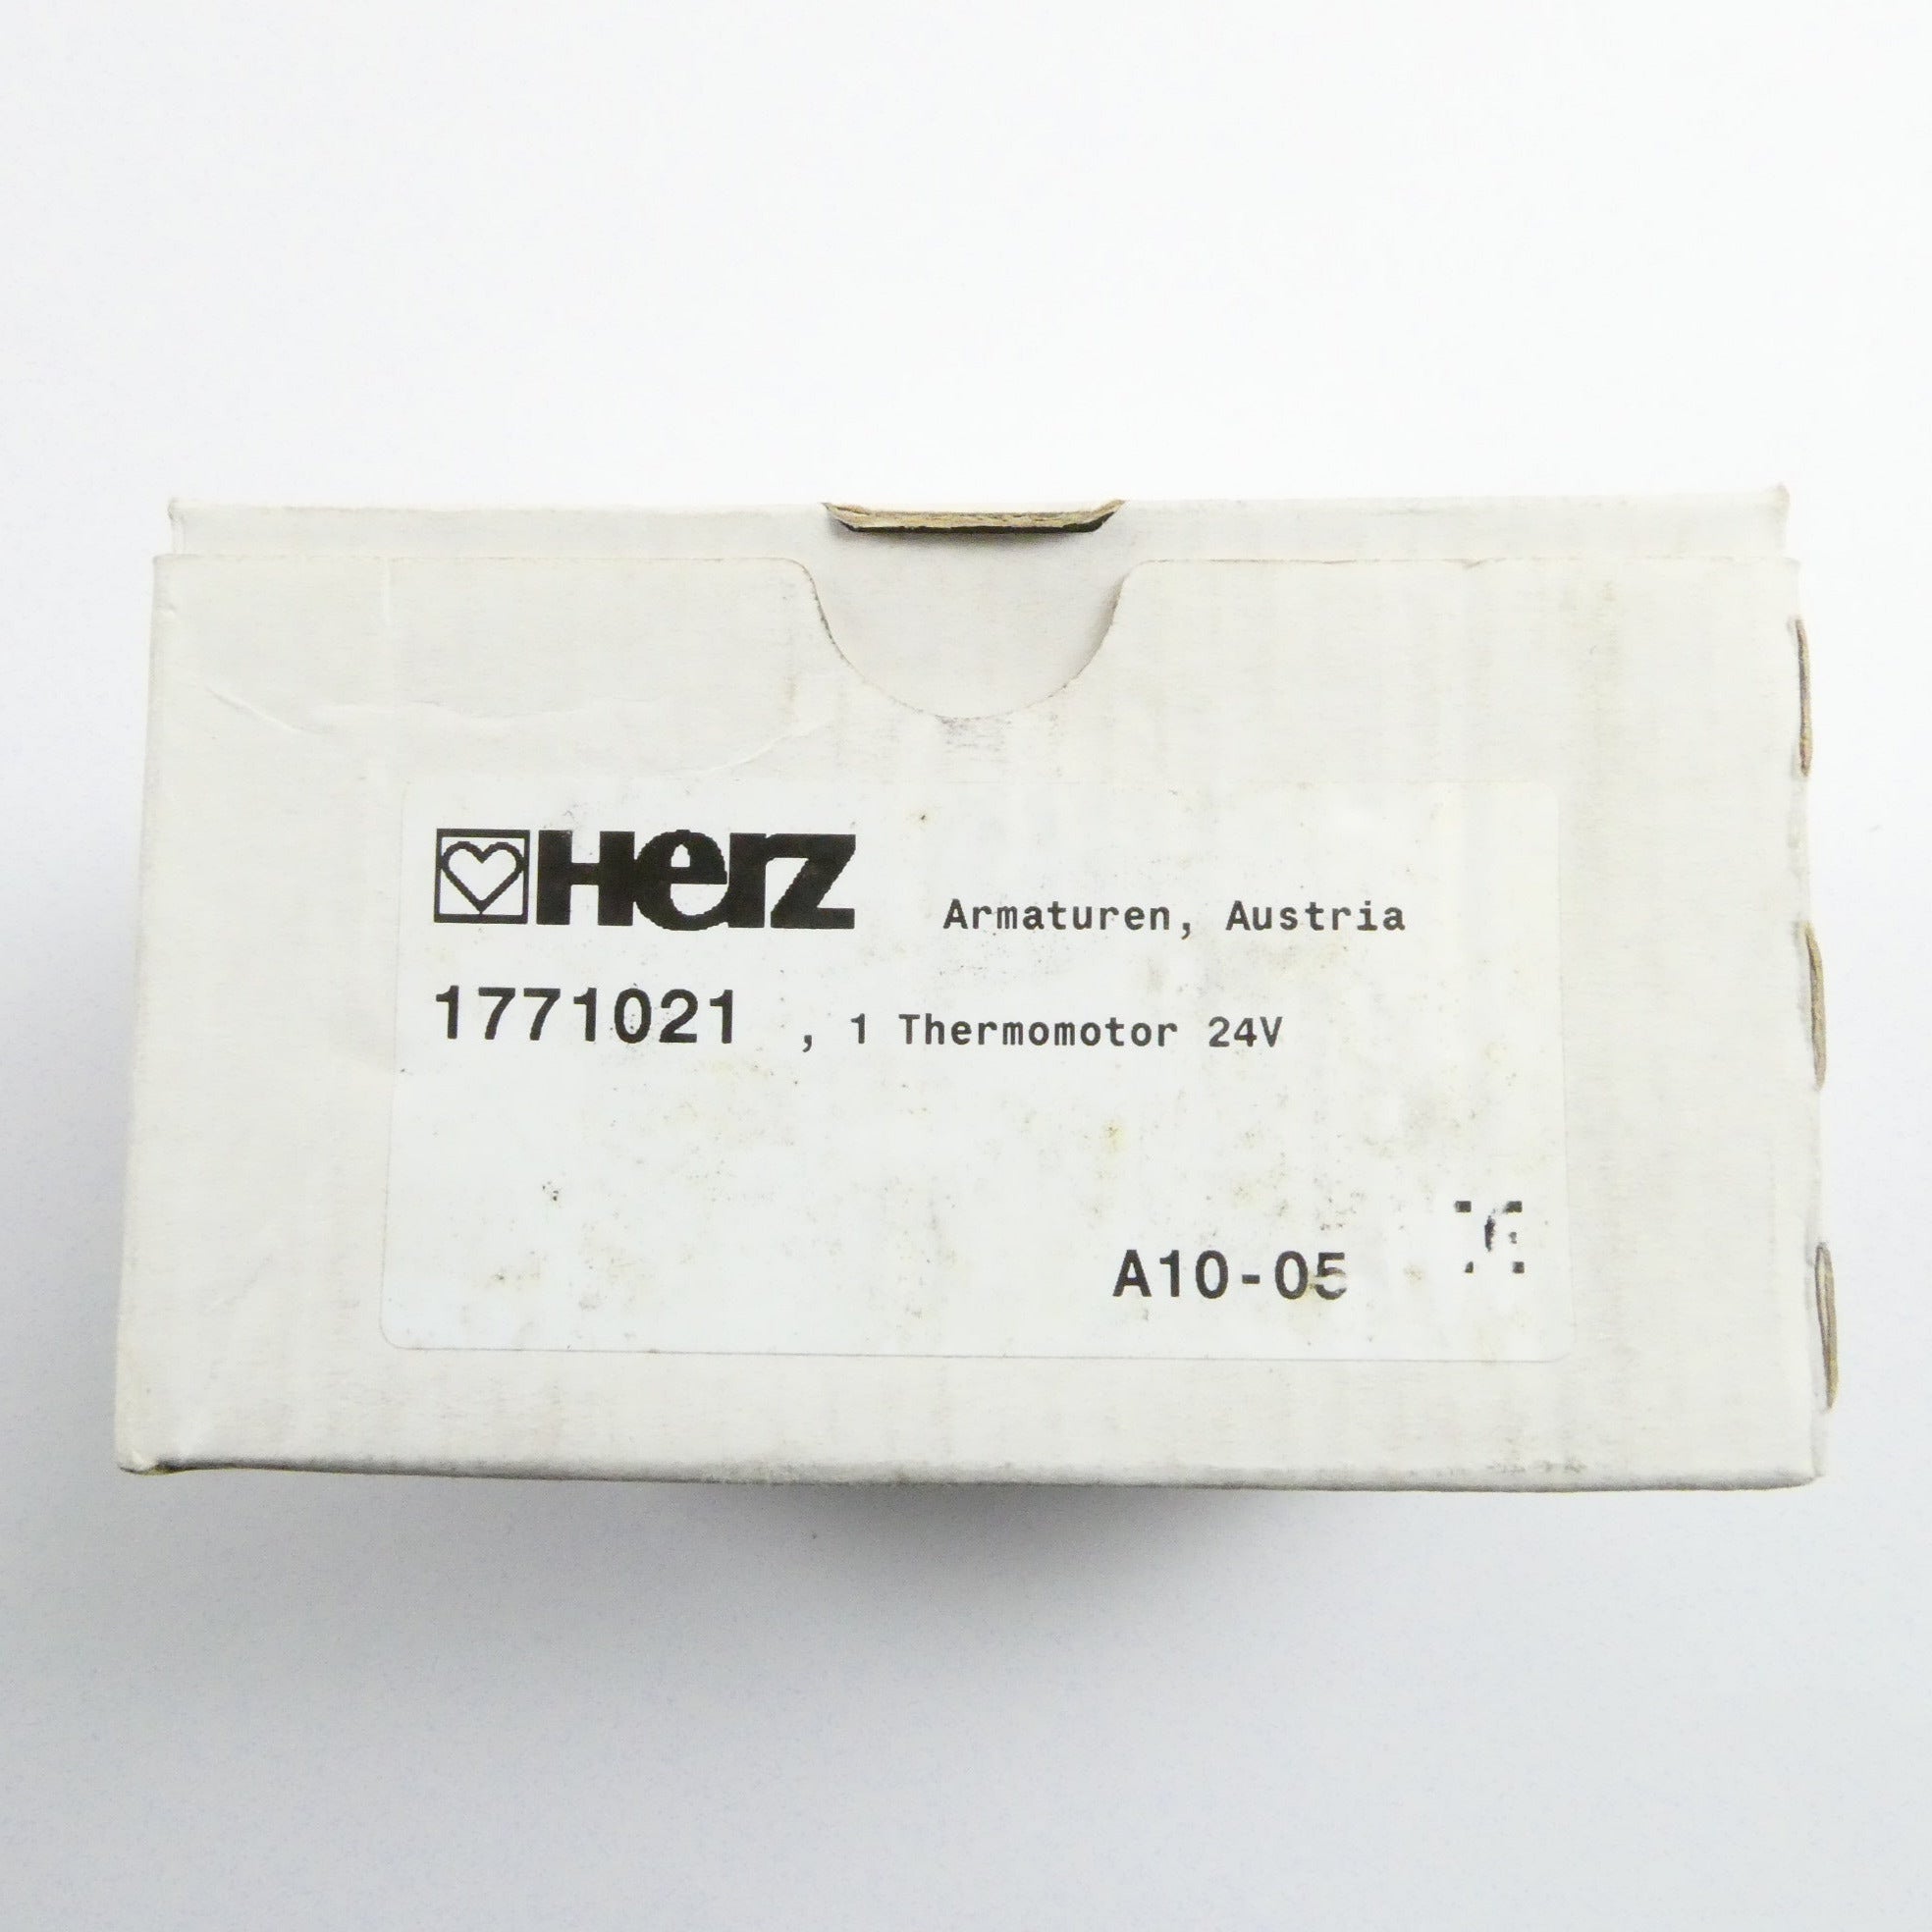 Herz Armaturen, Austria
1771021 , 1 Thermomotor 24V
A10-05